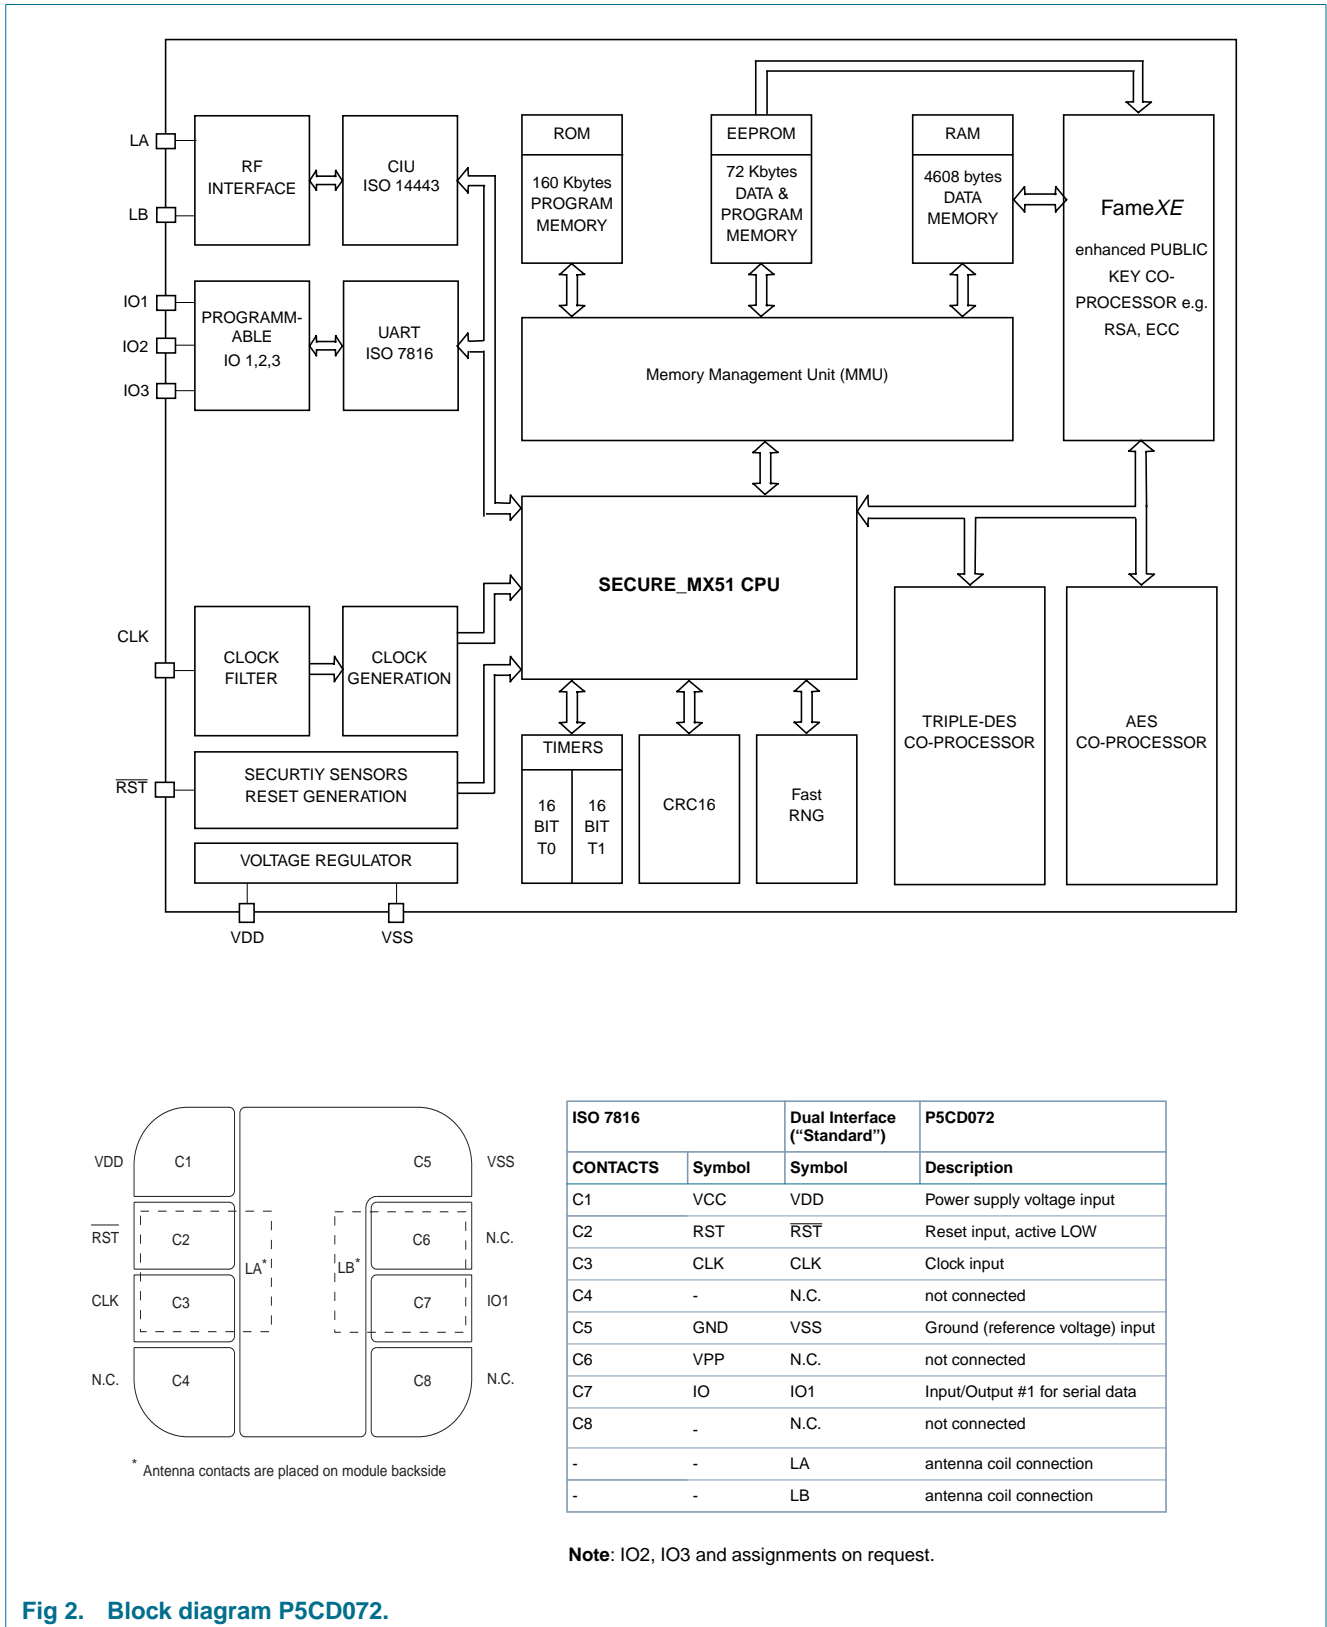 LA
LB
RF
INTERFACE
CIU
ISO 14443
ROM
160 Kbytes
PROGRAM
MEMORY
EEPROM
72 Kbytes
DATA &
PROGRAM
MEMORY
RAM
4608 bytes
DATA
MEMORY
FameXE
enhanced PUBLIC
KEY CO-
PROCESSOR e.g.
RSA, ECC
IO1
IO2
IO3
PROGRAMM-
ABLE
IO 1,2,3
UART
ISO 7816
Memory Management Unit (MMU)
SECURE_MX51 CPU
CLK
CLOCK
FILTER
CLOCK
GENERATION
RST
SECURTIY SENSORS
RESET GENERATION
VOLTAGE REGULATOR
VDD
VSS
TIMERS
16
BIT
T0
16
BIT
T1
CRC16
Fast
RNG
TRIPLE-DES
CO-PROCESSOR
AES
CO-PROCESSOR
VDD C1 C5 VSS
RST C2 C6 N.C.
LA* LB*
CLK C3 C7 IO1
N.C. C4 C8 N.C.
* Antenna contacts are placed on module backside
ISO 7816 Dual Interface ("Standard") P5CD072
CONTACTS Symbol Symbol Description
C1 VCC VDD Power supply voltage input
C2 RST RST Reset input, active LOW
C3 CLK CLK Clock input
C4 - N.C. not connected
C5 GND VSS Ground (reference voltage) input
C6 VPP N.C. not connected
C7 IO IO1 Input/Output #1 for serial data
C8 - N.C. not connected
- - LA antenna coil connection
- - LB antenna coil connection
Note: IO2, IO3 and assignments on request.
Fig 2. Block diagram P5CD072.